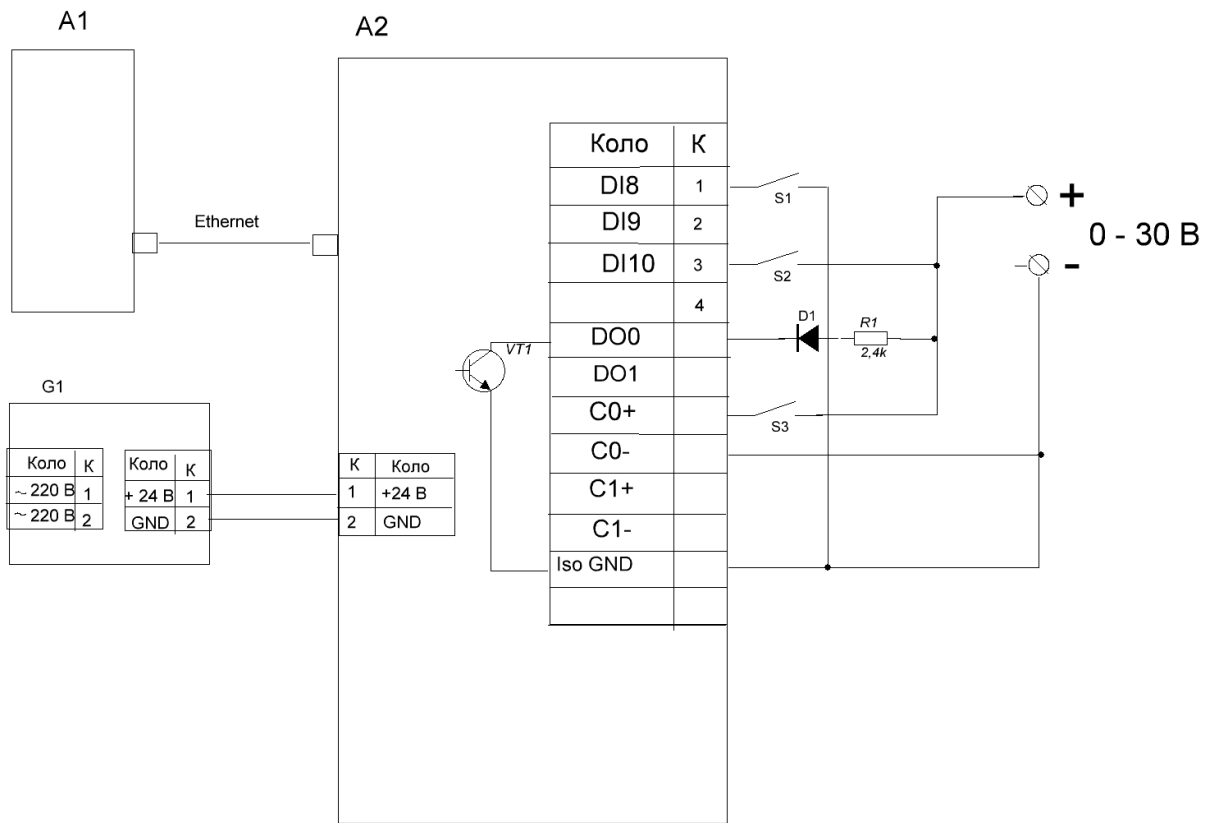 A1
A2
Ethernet
Коло К
DI8 1
DI9 2
DI10 3
4
DO0
DO1
C0+
C0-
C1+
C1-
Iso GND
S1
S2
D1
R1
2,4k
S3
+
0 - 30 В
-
VT1
G1
Коло К
~ 220 В 1
~ 220 В 2
Коло К
+ 24 В 1
GND 2
К Коло
1 +24 В
2 GND